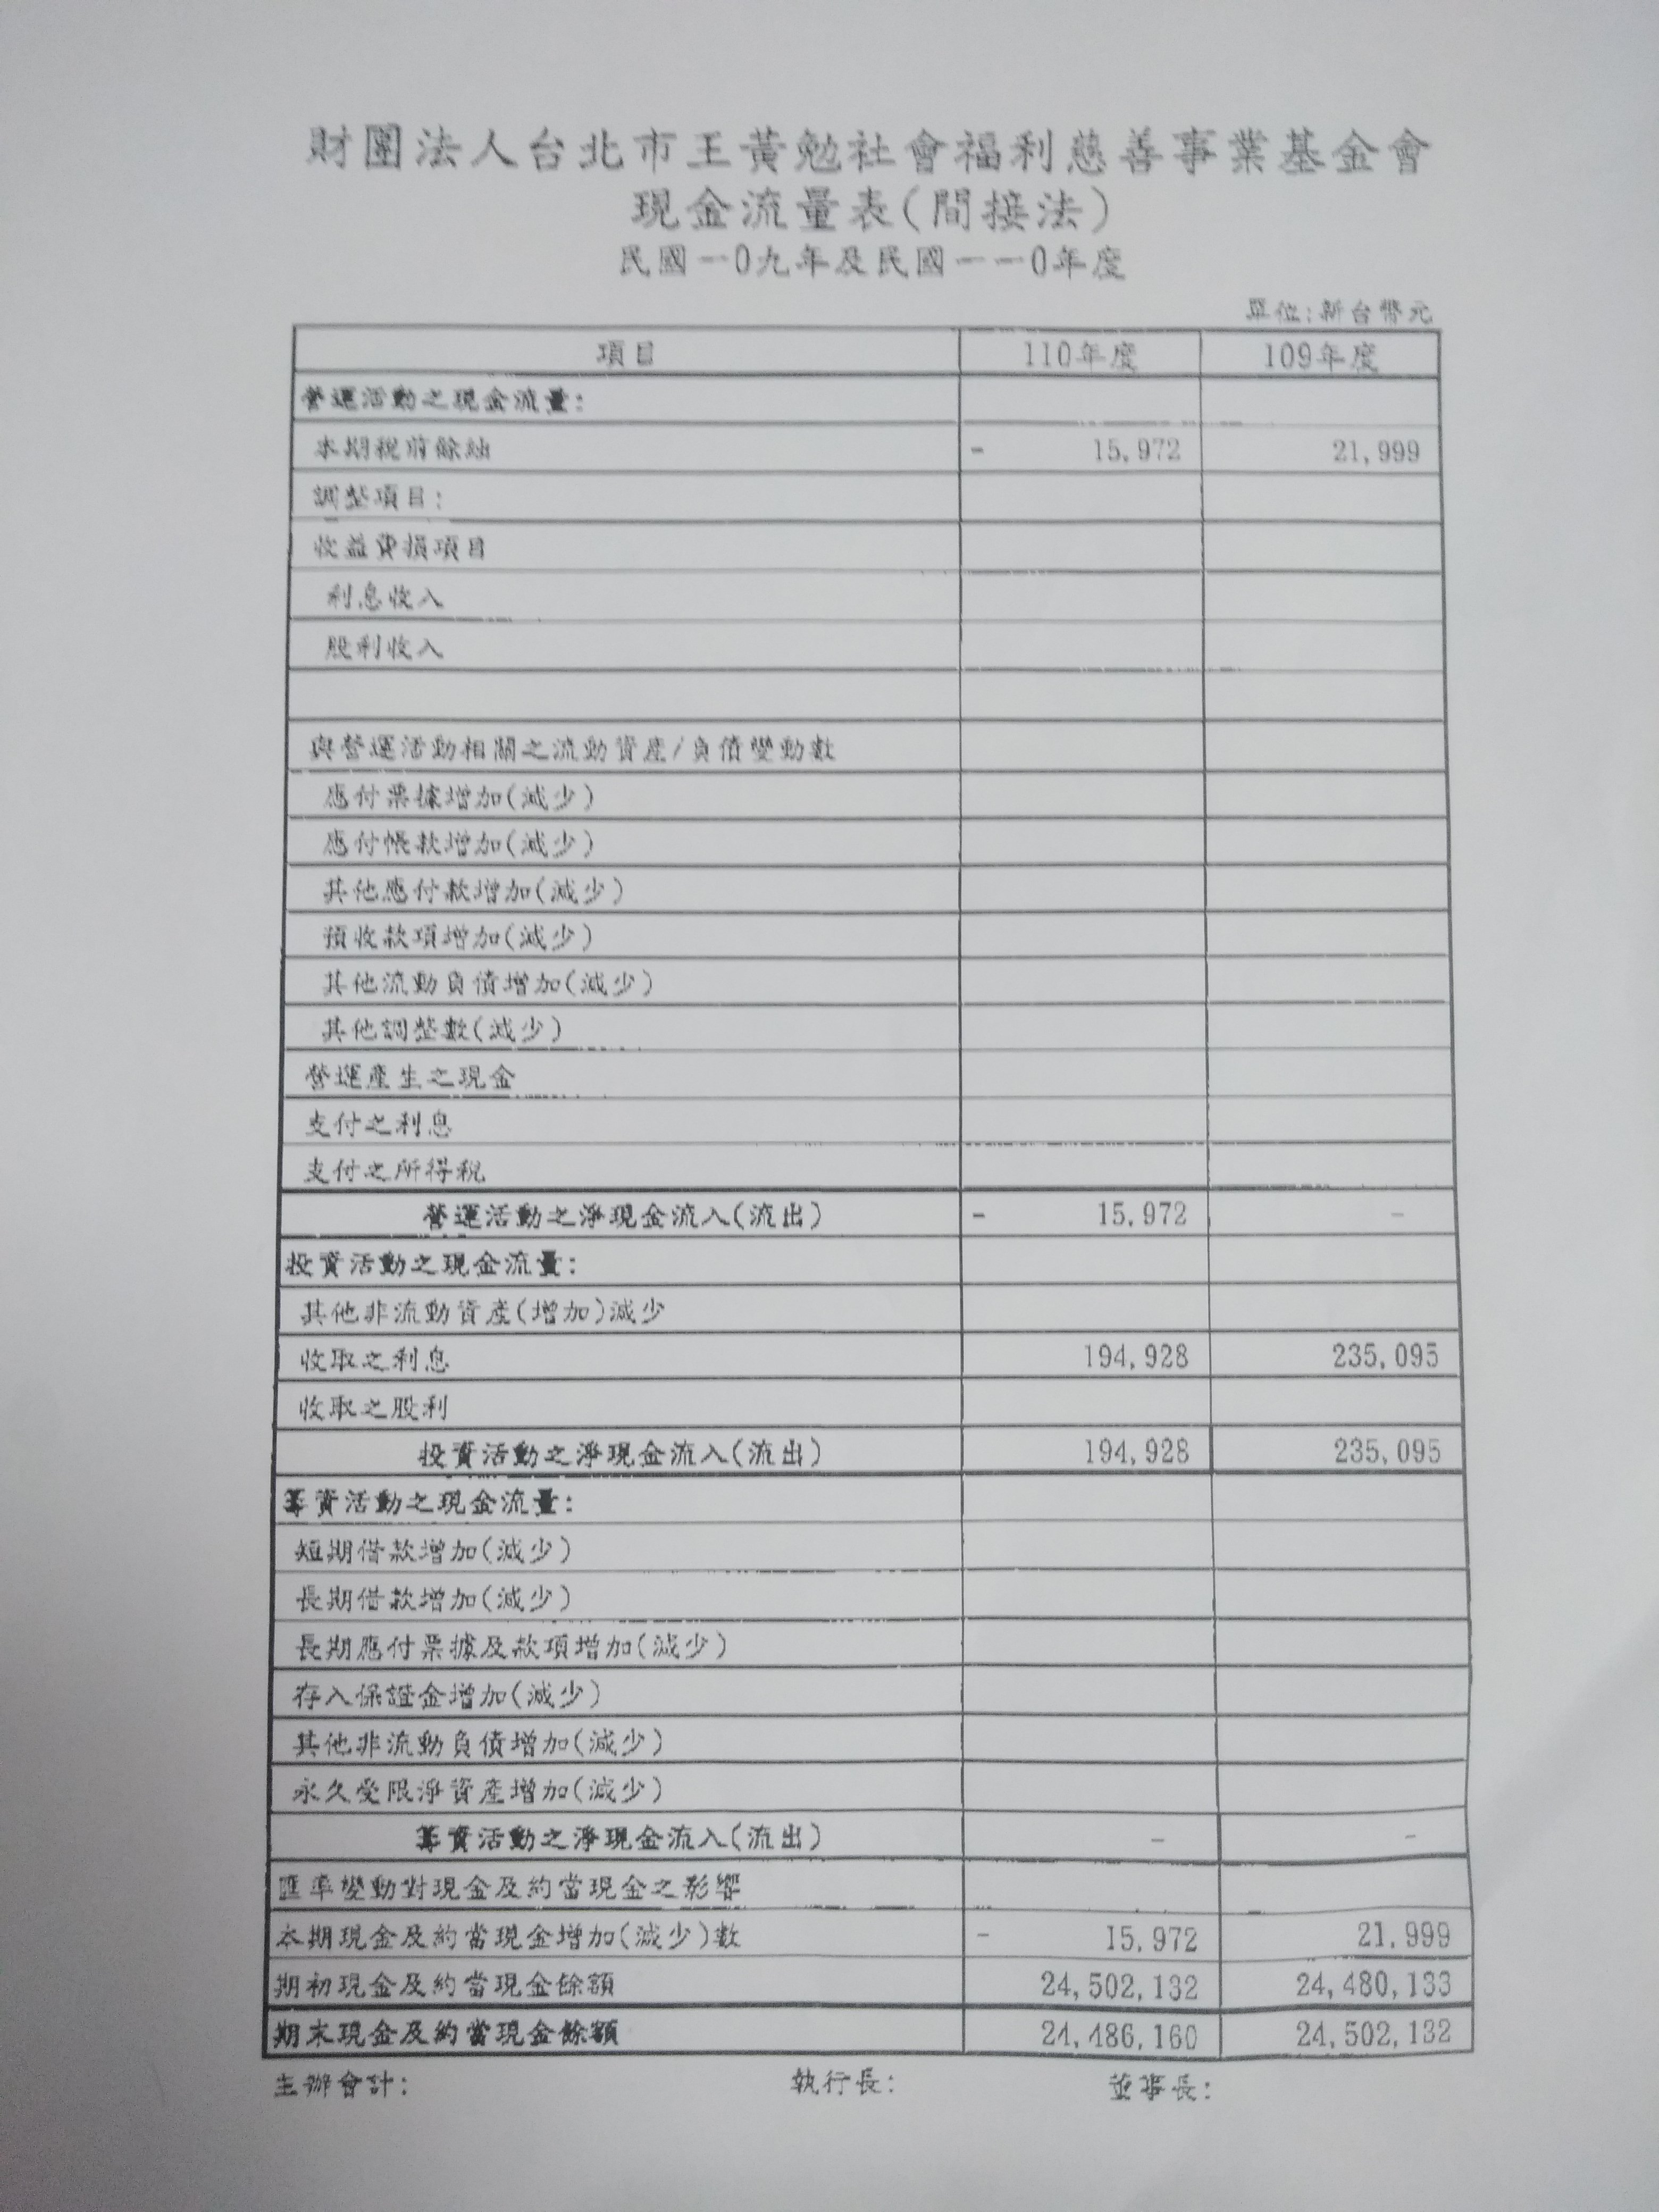 財團法人台北市王黃勉社會福利慈善事業基金會
現金流量表(間接法)
民國一0九年及民國一一0年度
單位:新台幣元
項目 110年度 109年度
營運活動之現金流量:
本期稅前餘絀 - 15,972 21,999
調整項目:
收益費損項目
利息收入
股利收入
與營運活動相關之流動資產/負債變動數
應付票據增加(減少)
應付帳款增加(減少)
其他應付款增加(減少)
預收款項增加(減少)
其他流動負債增加(減少)
其他調整數(減少)
營運產生之現金
支付之利息
支付之所得稅
營運活動之淨現金流入(流出) - 15,972 -
投資活動之現金流量:
其他非流動資產(增加)減少
收取之利息 194,928 235,095
收取之股利
投資活動之淨現金流入(流出) 194,928 235,095
籌資活動之現金流量:
短期借款增加(減少)
長期借款增加(減少)
長期應付票據及款項增加(減少)
存入保證金增加(減少)
其他非流動負債增加(減少)
永久受限淨資產增加(減少)
籌資活動之淨現金流入(流出) - -
匯率變動對現金及約當現金之影響
本期現金及約當現金增加(減少)數 - 15,972 21,999
期初現金及約當現金餘額 24,502,132 24,480,133
期末現金及約當現金餘額 24,486,160 24,502,132
主辦會計: 執行長: 董事長: